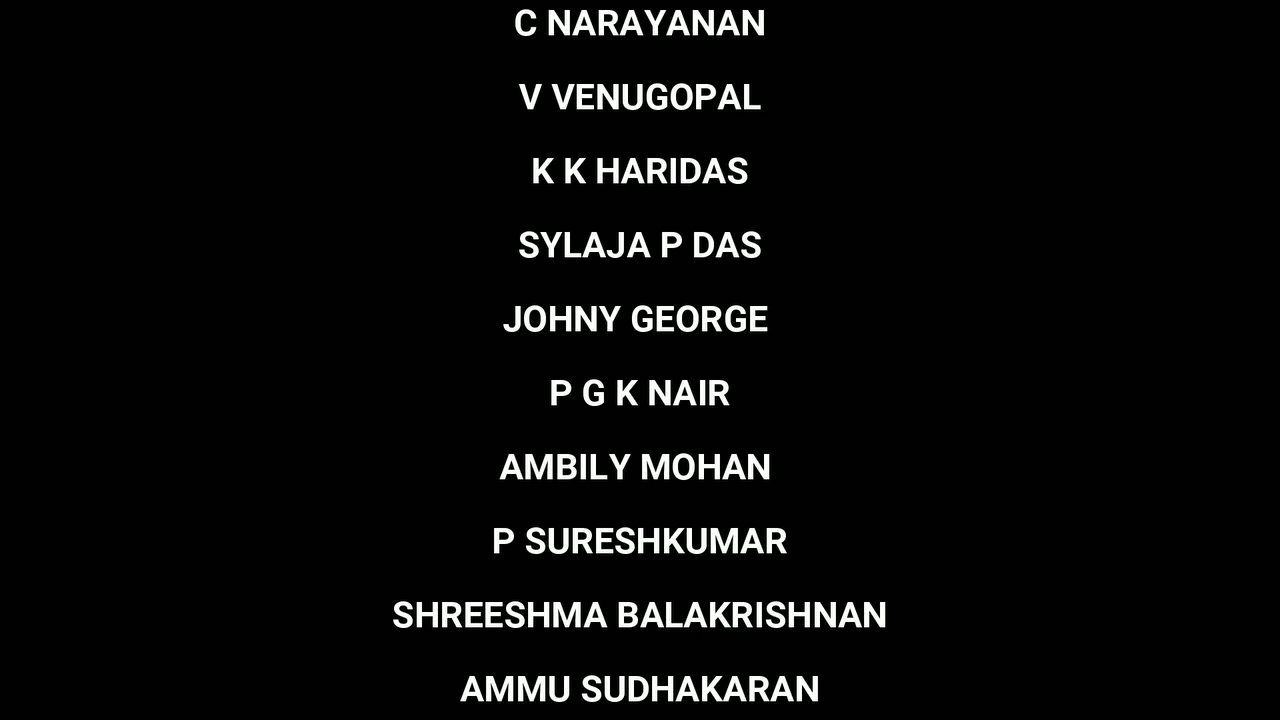 C NARAYANAN
V VENUGOPAL
K K HARIDAS
SYLAJA P DAS
JOHNY GEORGE
P G K NAIR
AMBILY MOHAN
P SURESHKUMAR
SHREESHMA BALAKRISHNAN
AMMU SUDHAKARAN